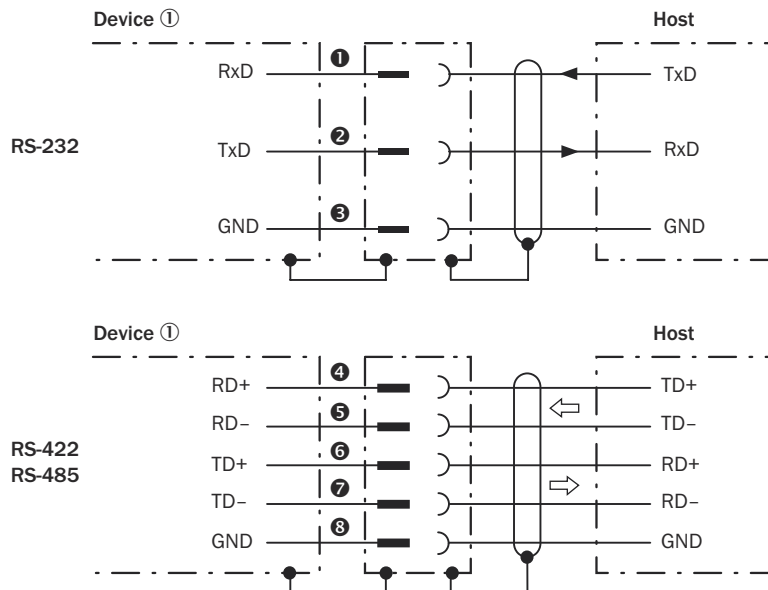 Device ① Host
RxD ❶ TxD
RS-232 TxD ❷ RxD
GND ❸ GND
Device ① Host
RD+ ❹ TD+
RD– ❺ TD–
RS-422
RS-485
TD+ ❻ RD+
TD– ❼ RD–
GND ❽ GND